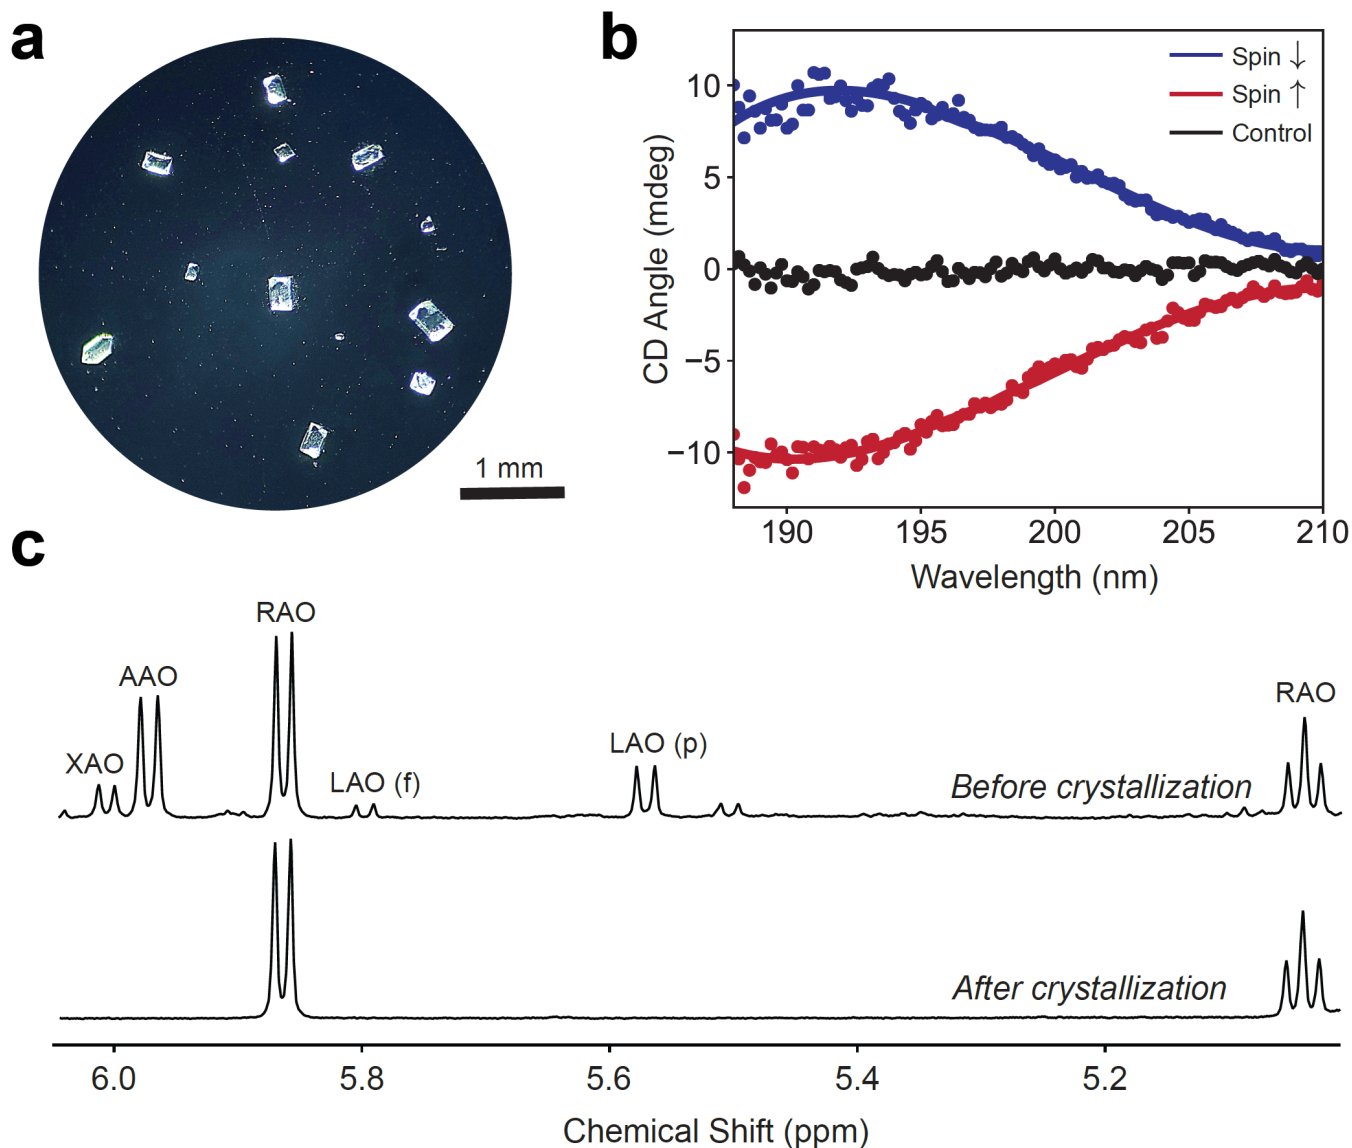 a
1 mm
b
Spin ↓
Spin ↑
Control
10
5
0
−5
−10
CD Angle (mdeg)
190 195 200 205 210
Wavelength (nm)
c
XAO
AAO
RAO
LAO (f)
LAO (p)
RAO
Before crystallization
After crystallization
6.0 5.8 5.6 5.4 5.2
Chemical Shift (ppm)